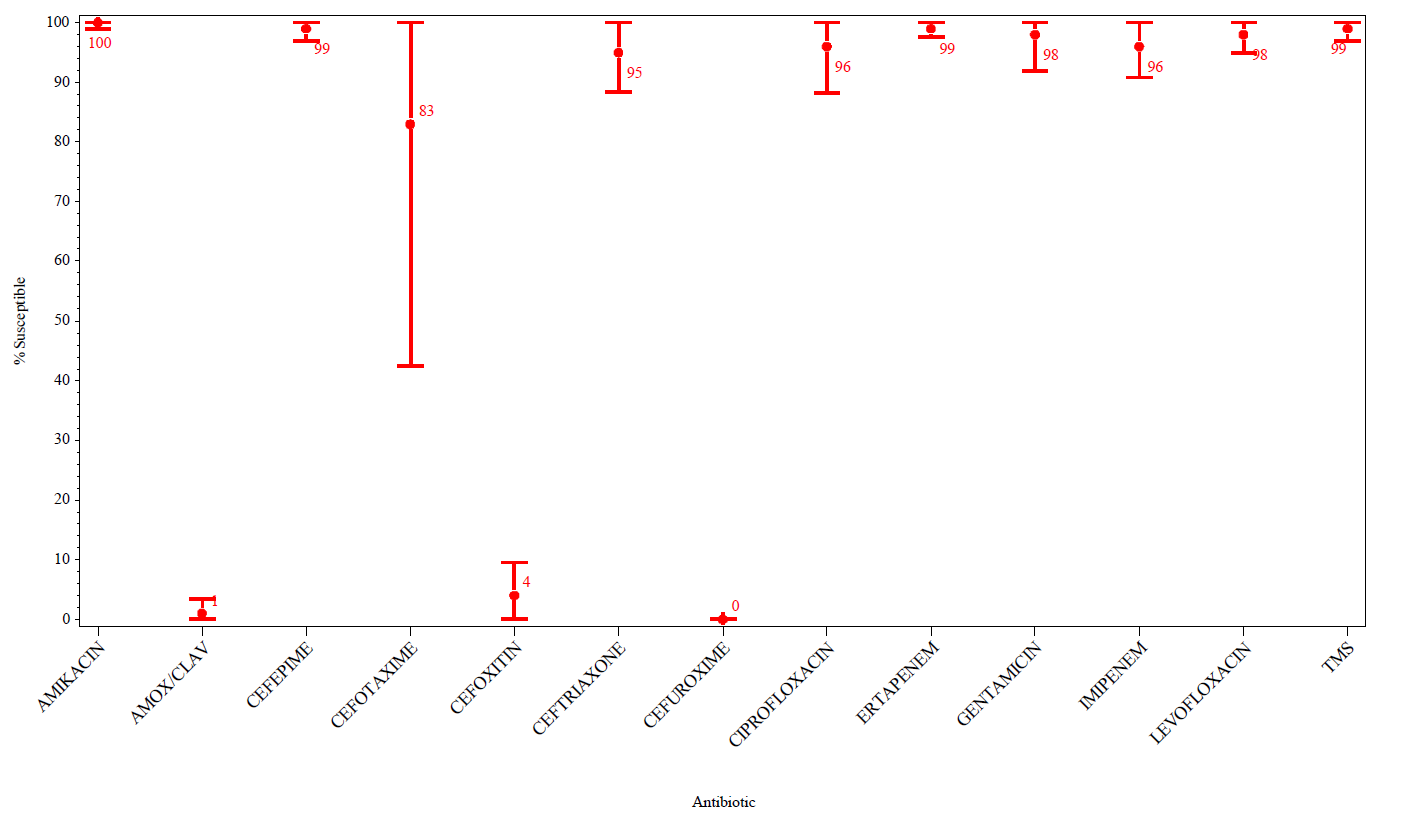 100
90
80
70
60
50
40
30
20
10
0
% Susceptible
100
1
99
83
4
95
0
96
99
98
96
98
99
AMIKACIN
AMOX/CLAV
CEFEPIME
CEFOTAXIME
CEFOXITIN
CEFTRIAXONE
CEFUROXIME
CIPROFLOXACIN
ERTAPENEM
GENTAMICIN
IMIPENEM
LEVOFLOXACIN
TMS
Antibiotic